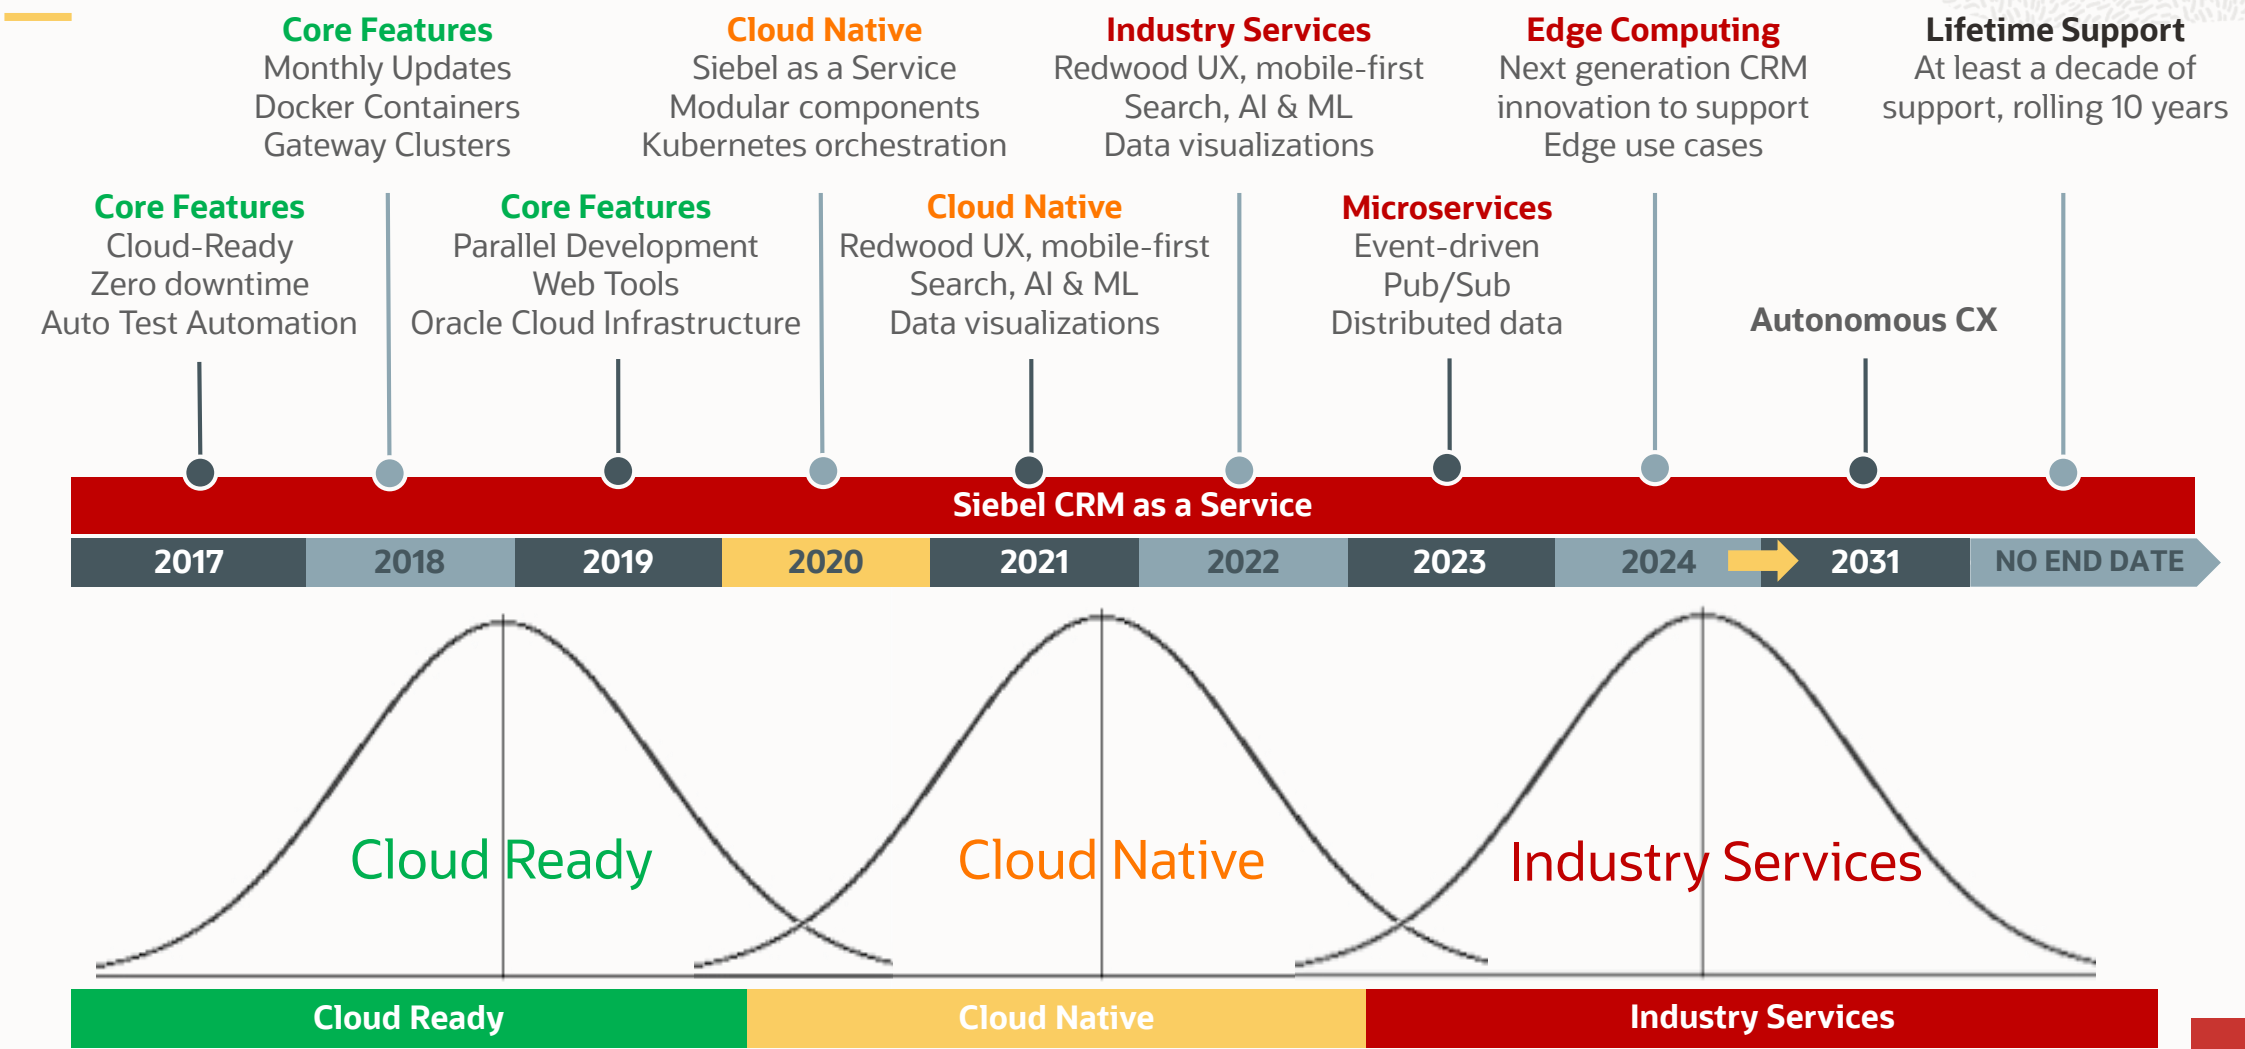 Core Features
Monthly Updates
Docker Containers
Gateway Clusters
Cloud Native
Siebel as a Service
Modular components
Kubernetes orchestration
Industry Services
Redwood UX, mobile-first
Search, AI & ML
Data visualizations
Edge Computing
Next generation CRM
innovation to support
Edge use cases
Lifetime Support
At least a decade of
support, rolling 10 years
Core Features
Cloud-Ready
Zero downtime
Auto Test Automation
Core Features
Parallel Development
Web Tools
Oracle Cloud Infrastructure
Cloud Native
Redwood UX, mobile-first
Search, AI & ML
Data visualizations
Microservices
Event-driven
Pub/Sub
Distributed data
Autonomous CX
Siebel CRM as a Service
2017
2018
2019
2020
2021
2022
2023
2024
2031
NO END DATE
Cloud Ready
Cloud Native
Industry Services
Cloud Ready
Cloud Native
Industry Services